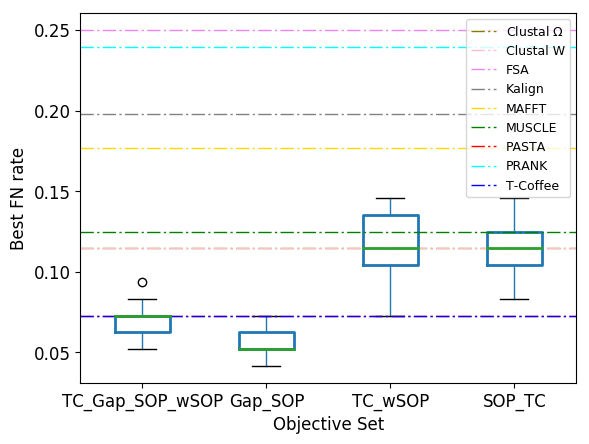 Best FN rate
0.25
0.20
0.15
0.10
0.05
Clustal Ω
Clustal W
FSA
Kalign
MAFFT
MUSCLE
PASTA
PRANK
T-Coffee
TC_Gap_SOP_wSOP
Gap_SOP
TC_wSOP
SOP_TC
Objective Set